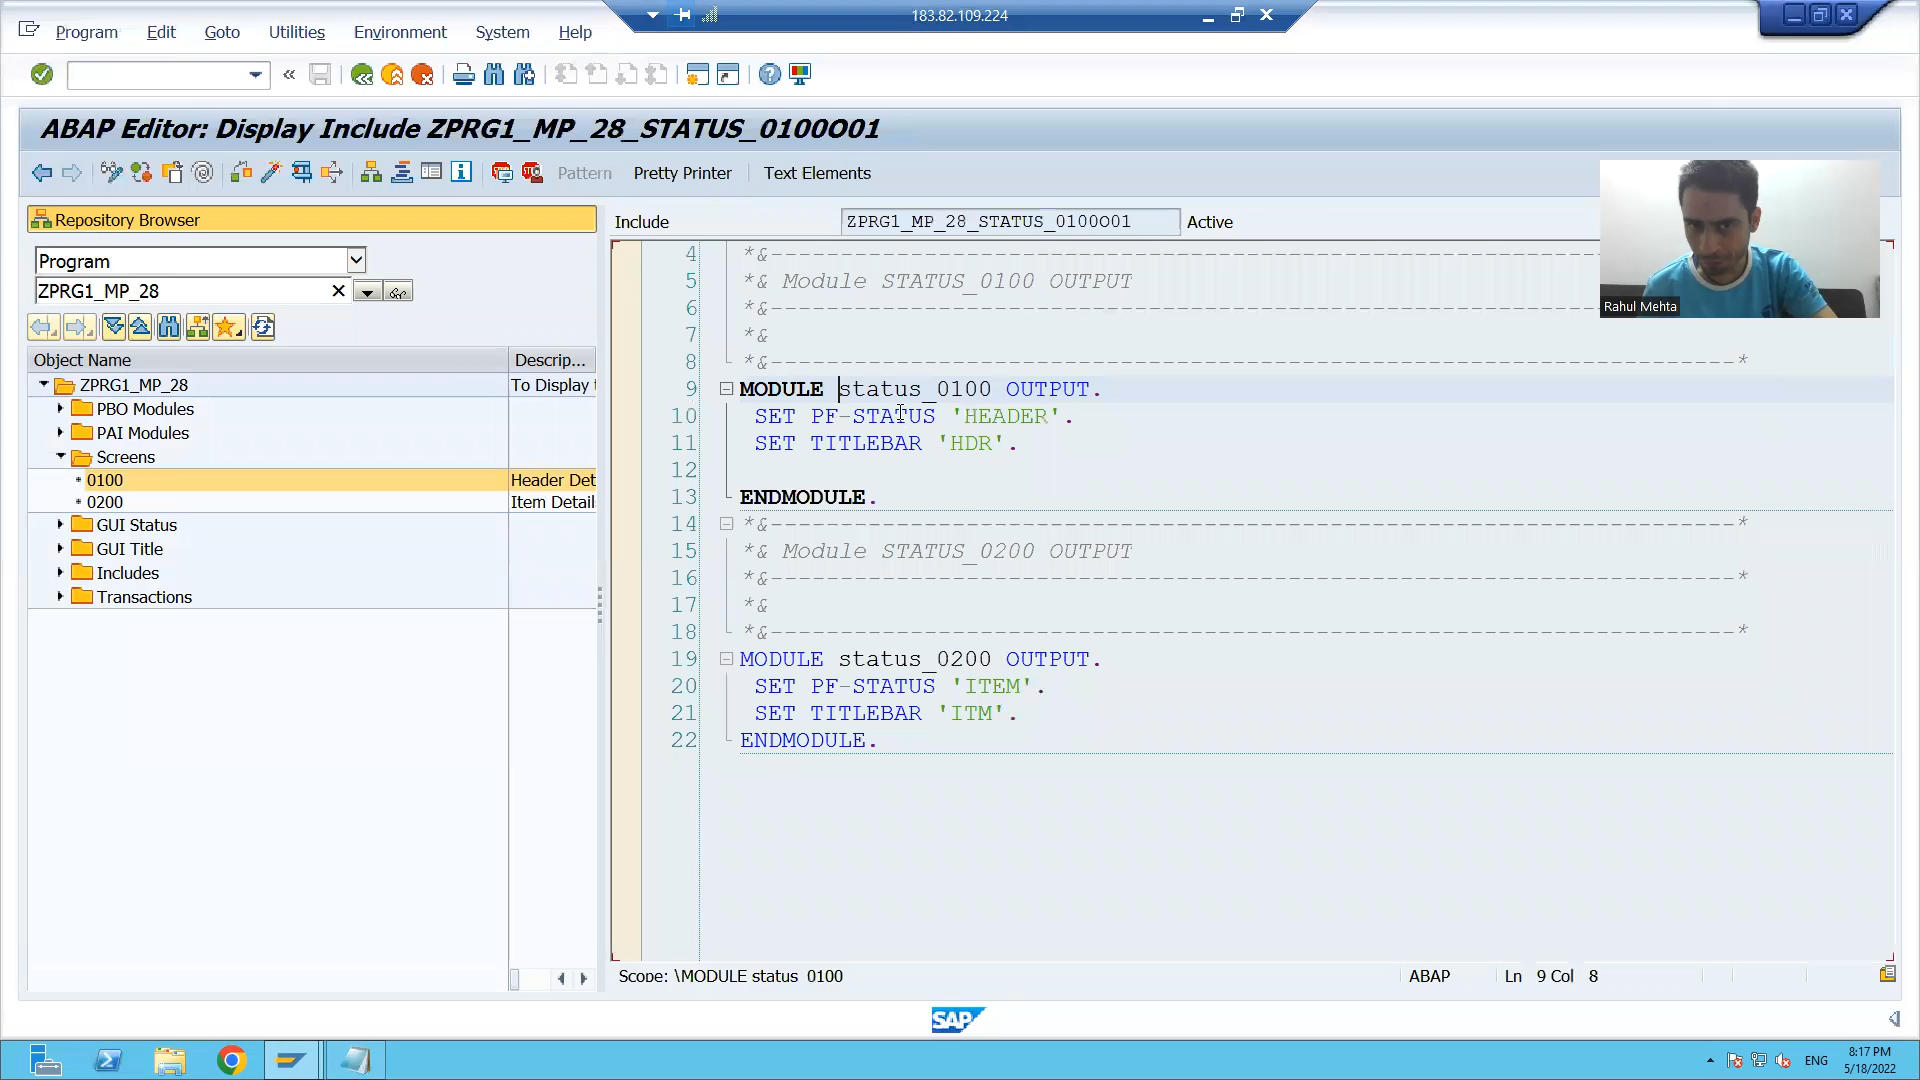 183.82.109.224
Program Edit Goto Utilities Environment System Help
ABAP Editor: Display Include ZPRG1_MP_28_STATUS_0100O01
Pattern Pretty Printer Text Elements
Repository Browser
Include ZPRG1_MP_28_STATUS_0100O01 Active
Program
ZPRG1_MP_28
Object Name Descrip...
ZPRG1_MP_28 To Display
PBO Modules
PAI Modules
Screens
0100 Header Det
0200 Item Detail
GUI Status
GUI Title
Includes
Transactions
4 *&---------------------------------------------------------------------
5 *& Module STATUS_0100 OUTPUT
6 *&---------------------------------------------------------------------
7 *&
8 *&---------------------------------------------------------------------*
9 MODULE status_0100 OUTPUT.
10 SET PF-STATUS 'HEADER'.
11 SET TITLEBAR 'HDR'.
12
13 ENDMODULE.
14 *&---------------------------------------------------------------------*
15 *& Module STATUS_0200 OUTPUT
16 *&---------------------------------------------------------------------*
17 *&
18 *&---------------------------------------------------------------------*
19 MODULE status_0200 OUTPUT.
20 SET PF-STATUS 'ITEM'.
21 SET TITLEBAR 'ITM'.
22 ENDMODULE.
Rahul Mehta
Scope: \MODULE status_0100 ABAP Ln 9 Col 8
SAP
ENG
8:17 PM
5/18/2022